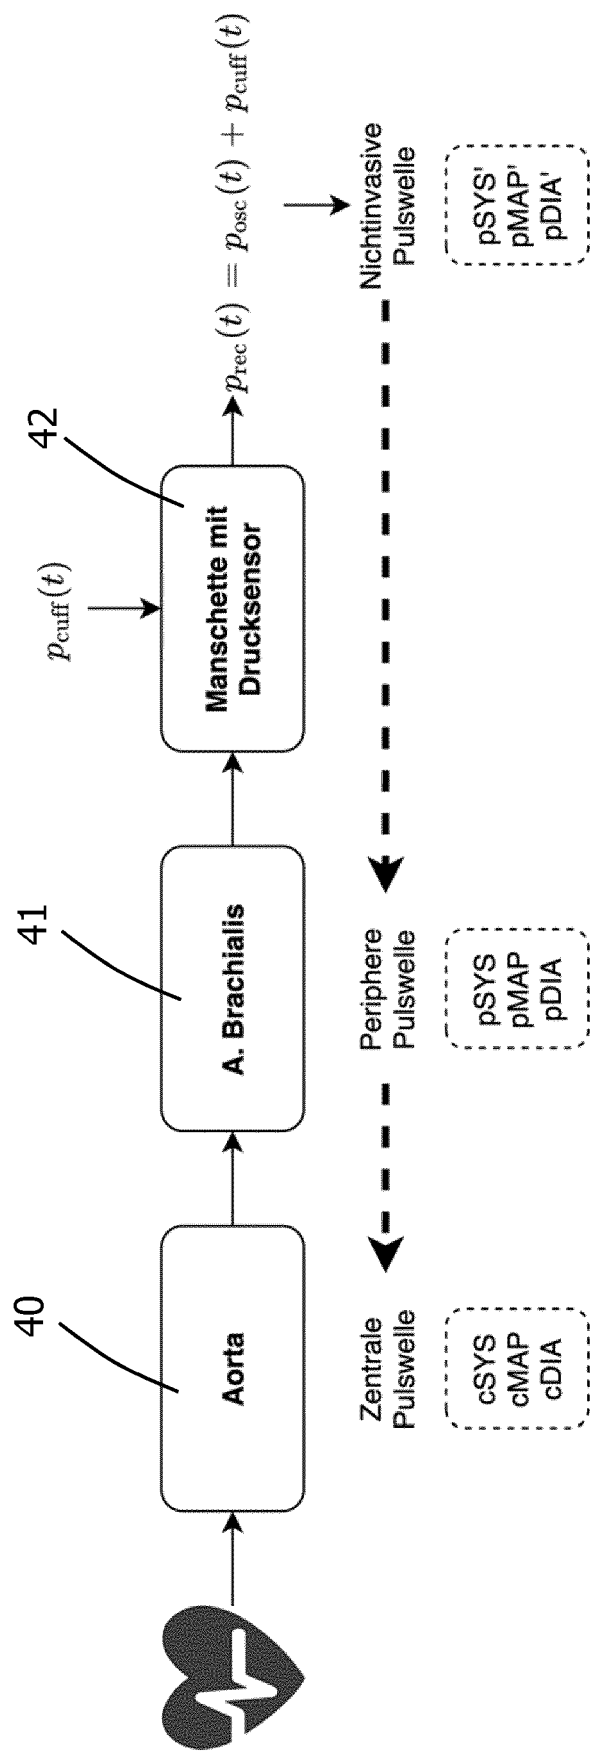 40
41
42
p_cuff(t)
Aorta
A. Brachialis
Manschette mit
Drucksensor
p_rec(t) = p_osc(t) + p_cuff(t)
Zentrale
Pulswelle
Periphere
Pulswelle
Nichtinvasive
Pulswelle
cSYS
cMAP
cDIA
pSYS
pMAP
pDIA
pSYS'
pMAP'
pDIA'